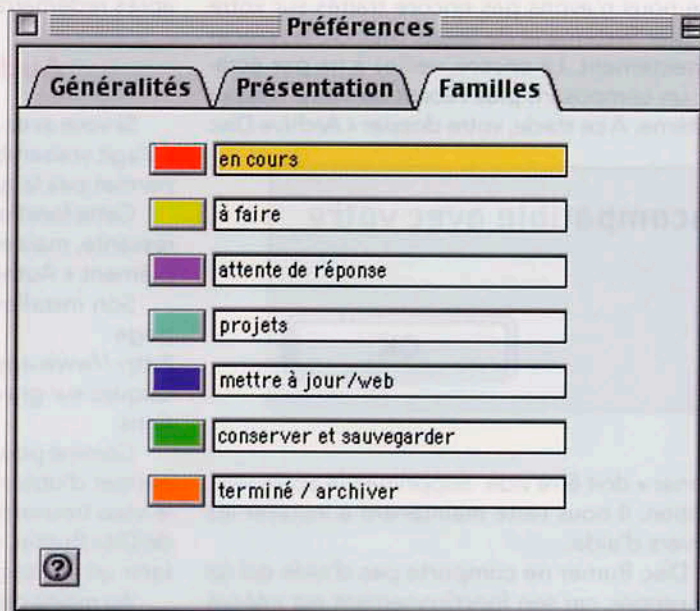 Préférences
Généralités Présentation Familles
en cours
à faire
attente de réponse
projets
mettre à jour/web
conserver et sauvegarder
terminé / archiver
?